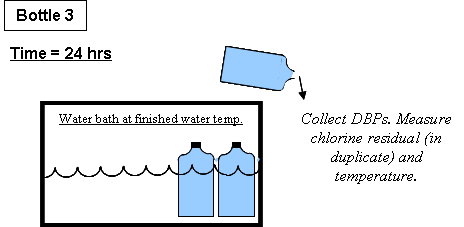 Bottle 3
Time = 24 hrs
Water bath at finished water temp.
Collect DBPs. Measure
chlorine residual (in
duplicate) and
temperature.